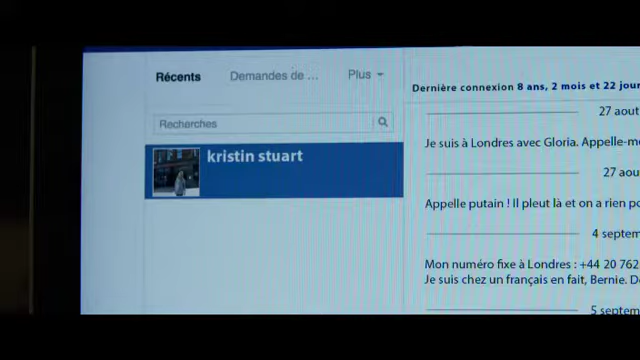 Récents
Demandes de ...
Plus
Recherches
kristin stuart
Dernière connexion 8 ans, 2 mois et 22 jour
27 aout
Je suis à Londres avec Gloria. Appelle-m
27 aou
Appelle putain ! Il pleut là et on a rien p
4 septem
Mon numéro fixe à Londres : +44 20 762
Je suis chez un français en fait, Bernie. D
5 septem